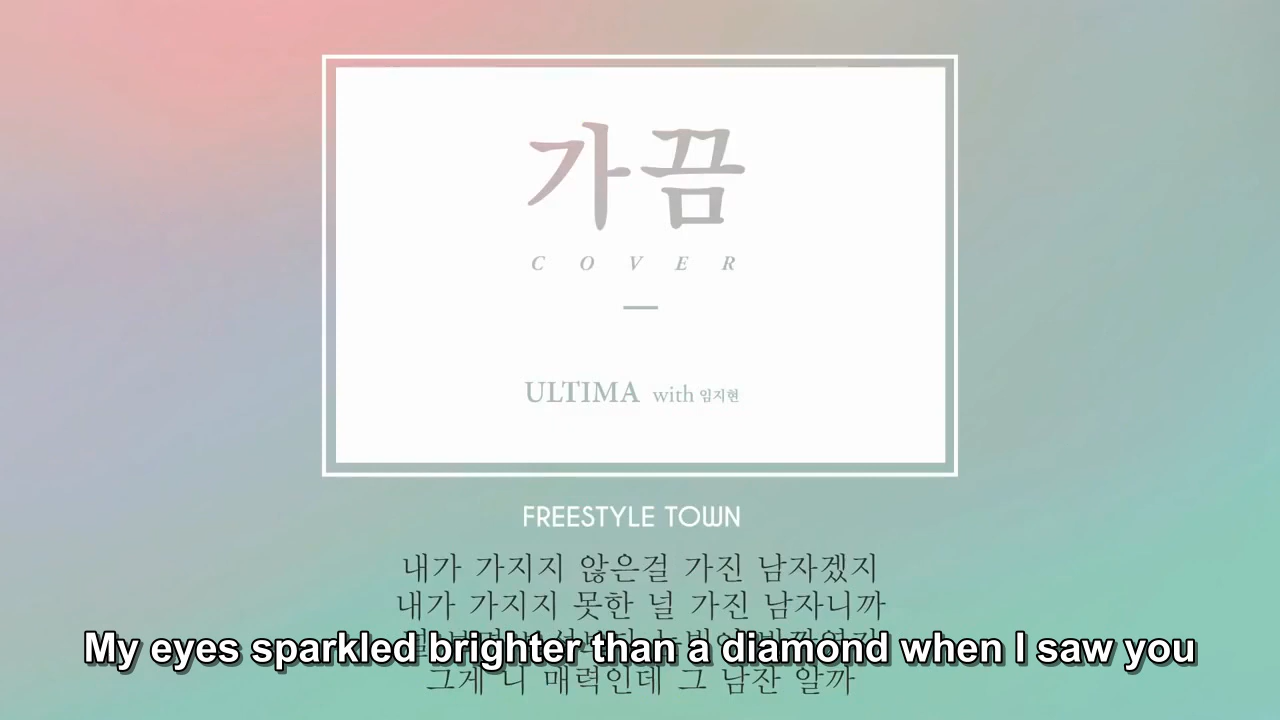 가끔
COVER
ULTIMA with 임지현
FREESTYLE TOWN
내가 가지지 않은걸 가진 남자겠지
내가 가지지 못한 널 가진 남자니까
My eyes sparkled brighter than a diamond when I saw you
그게 니 매력인데 그 남잔 알까